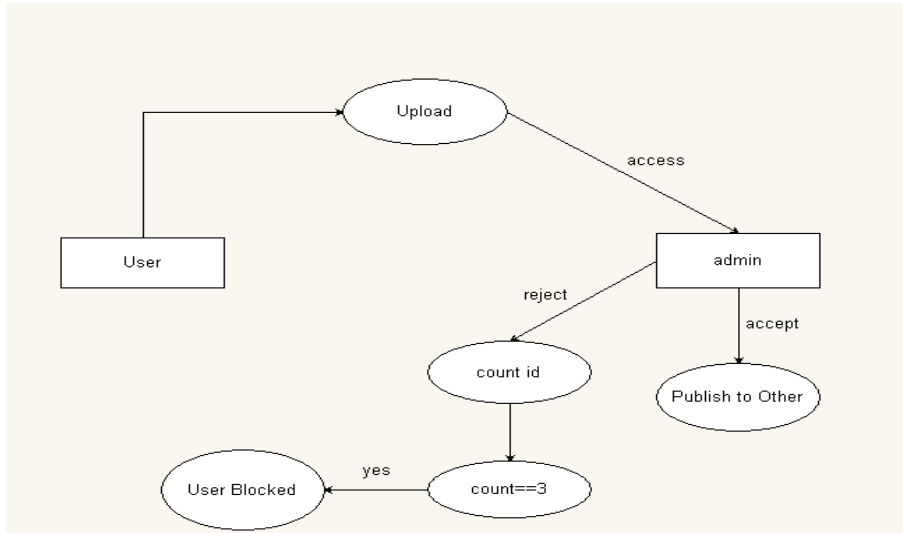 Upload
access
User
admin
reject
accept
count id
Publish to Other
yes
User Blocked
count==3